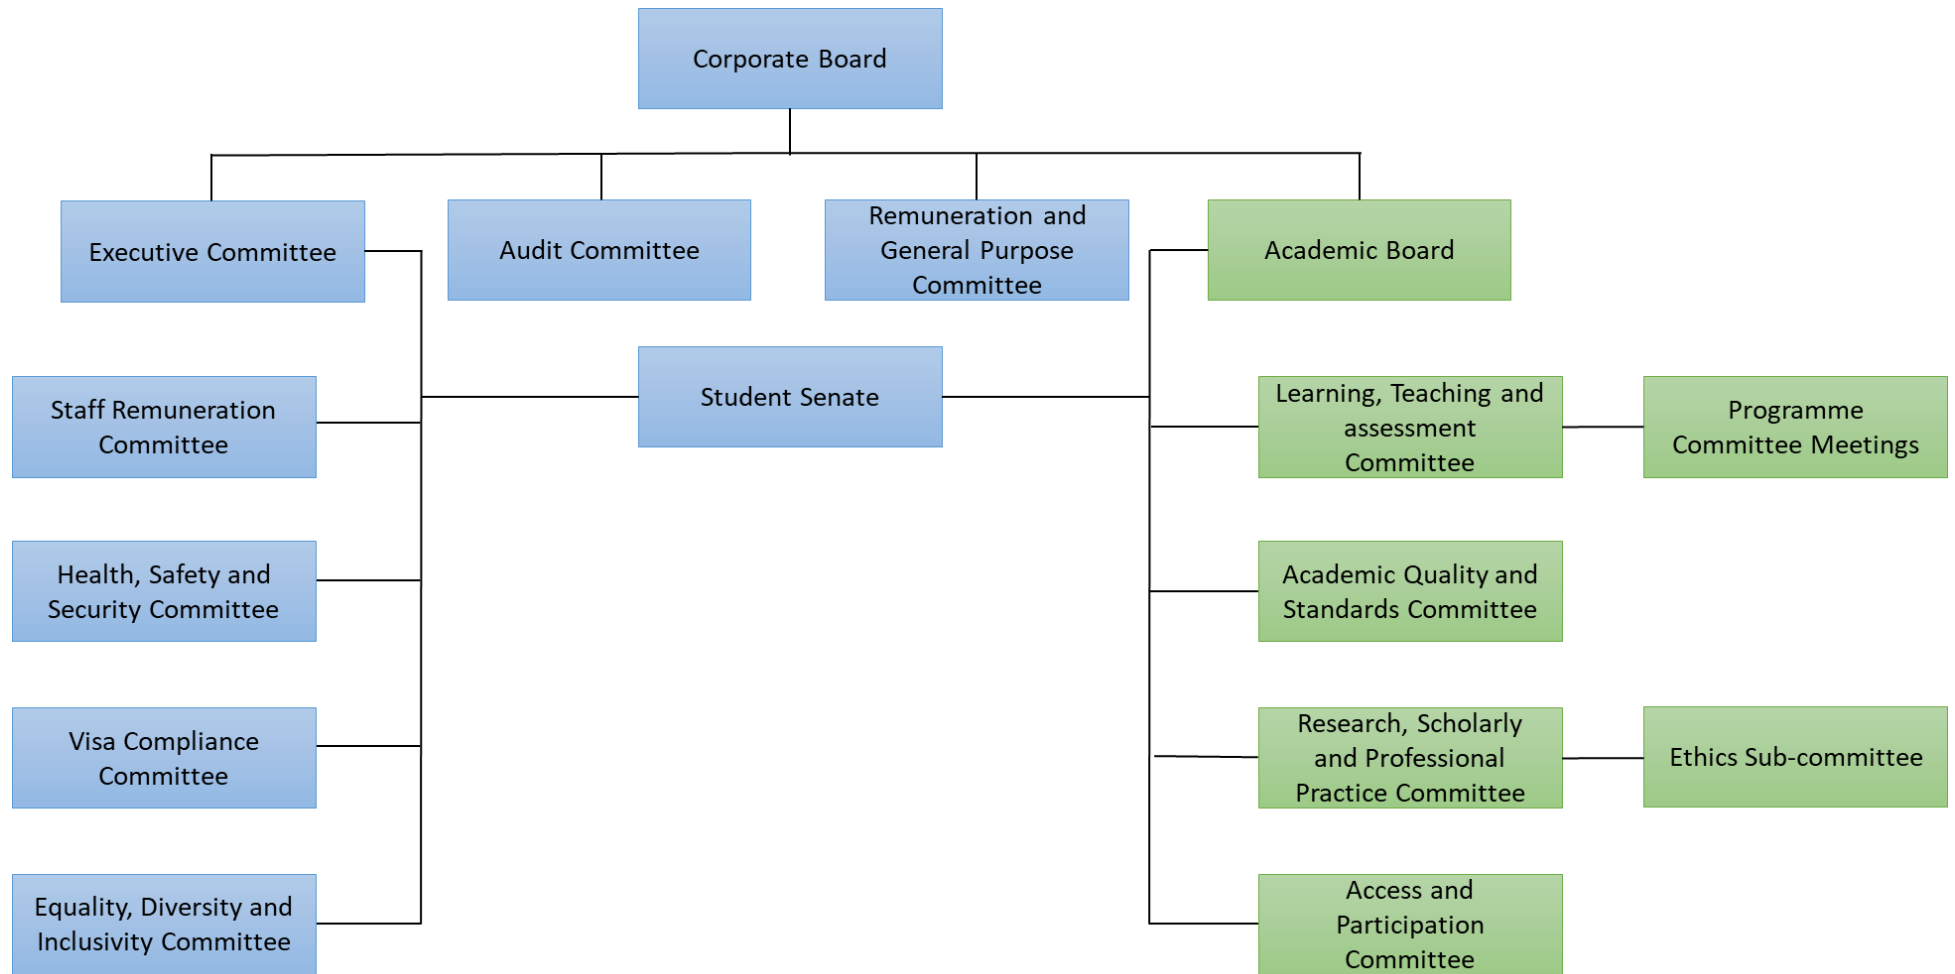 Corporate Board
Executive Committee
Audit Committee
Remuneration and
General Purpose
Committee
Academic Board
Student Senate
Staff Remuneration
Committee
Learning, Teaching and
assessment
Committee
Programme
Committee Meetings
Health, Safety and
Security Committee
Academic Quality and
Standards Committee
Visa Compliance
Committee
Research, Scholarly
and Professional
Practice Committee
Ethics Sub-committee
Equality, Diversity and
Inclusivity Committee
Access and
Participation
Committee